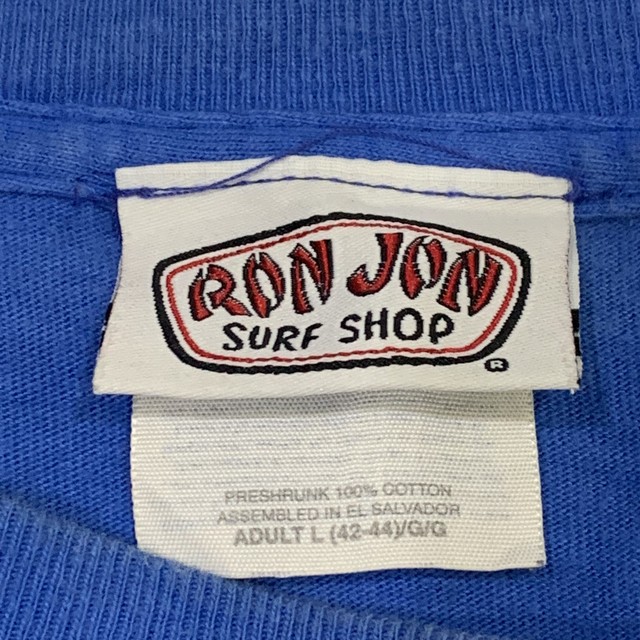 RON JON
SURF SHOP
®
PRESHRUNK 100% COTTON
ASSEMBLED IN EL SALVADOR
ADULT L (42-44)/G/G